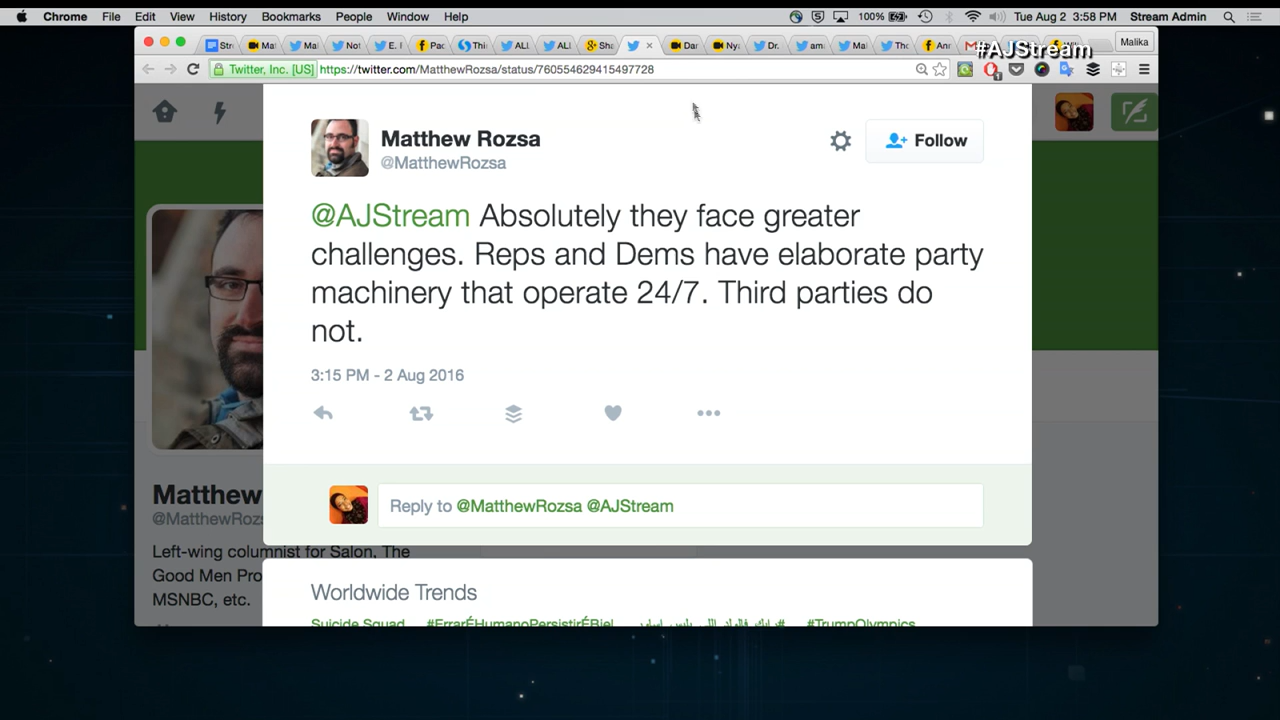 Chrome File Edit View History Bookmarks People Window Help 100% Tue Aug 2 3:58 PM Stream Admin
#AJStream
Malika
Twitter, Inc. [US] https://twitter.com/MatthewRozsa/status/760554629415497728
Matthew Rozsa
@MatthewRozsa
Follow
@AJStream Absolutely they face greater
challenges. Reps and Dems have elaborate party
machinery that operate 24/7. Third parties do
not.
3:15 PM - 2 Aug 2016
Reply to @MatthewRozsa @AJStream
Matthew
@MatthewRozs
Left-wing columnist for Salon, The
Good Men Pro
MSNBC, etc.
Worldwide Trends
Suicide Squad #ErrarÉHumanoPersistirÉBiel #TrumpOlympics